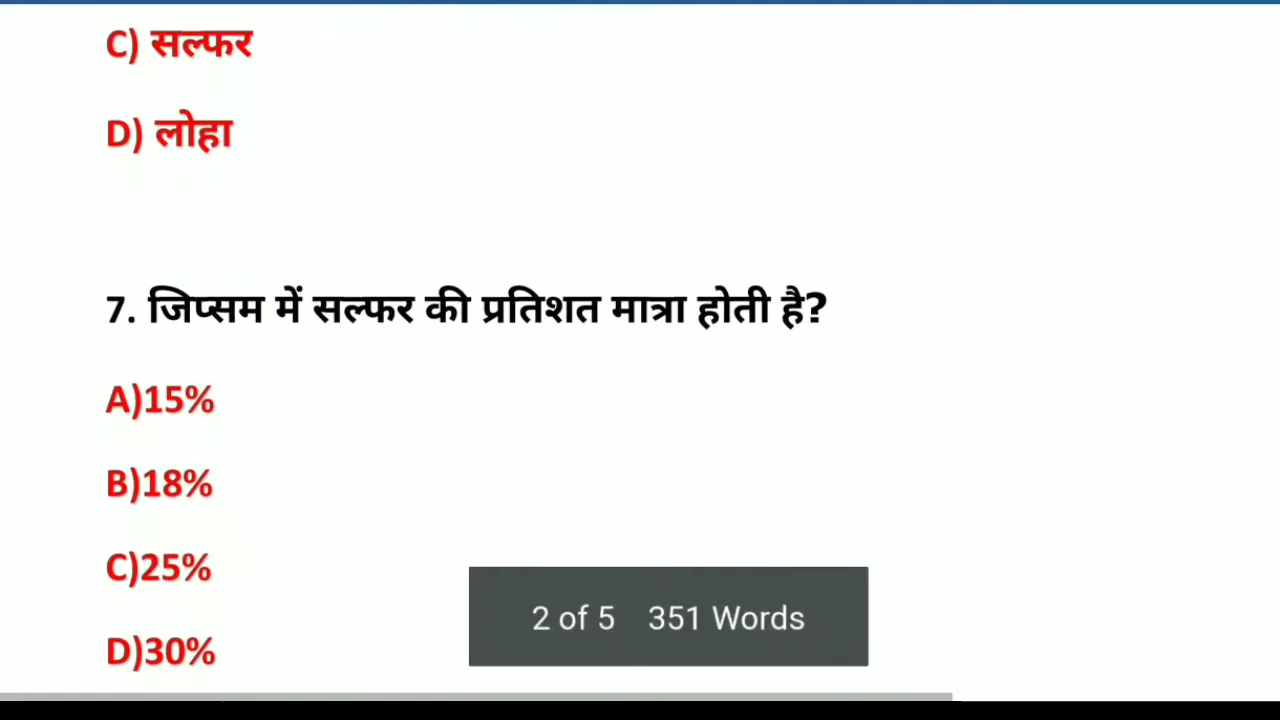 C) सल्फर
D) लोहा
7. जिप्सम में सल्फर की प्रतिशत मात्रा होती है?
A)15%
B)18%
C)25%
D)30%
2 of 5 351 Words